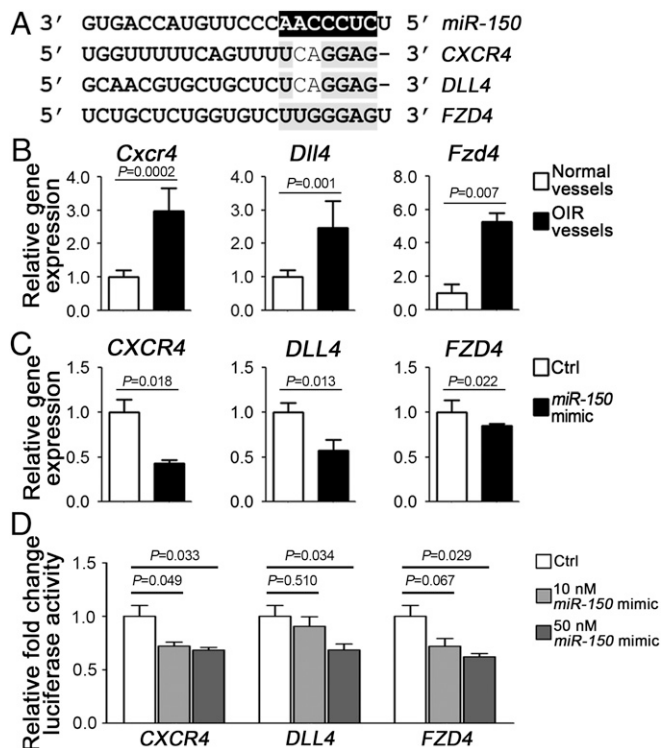 A 3′ GUGACCAUGUUCCCAACCCUCU 5′ miR-150
5′ UGGUUUUUCAGUUUUCAGGAG- 3′ CXCR4
5′ GCAACGUGUGCUGCUCUCAGGAG- 3′ DLL4
5′ UCUGCUCUGGUGUCUUGGGAGU 3′ FZD4
B Cxcr4 Dll4 Fzd4
Relative gene
expression
4.0
3.0
2.0
1.0
0.0
P=0.0002
4.0
3.0
2.0
1.0
0.0
P=0.001
8.0
6.0
4.0
2.0
0.0
P=0.007
Normal
vessels
OIR
vessels
C CXCR4 DLL4 FZD4
Relative gene
expression
1.5
1.0
0.5
0.0
P=0.018
1.5
1.0
0.5
0.0
P=0.013
1.5
1.0
0.5
0.0
P=0.022
Ctrl
miR-150
mimic
D
Relative fold change
luciferase activity
1.5
1.0
0.5
0.0
P=0.033
P=0.049
P=0.034
P=0.510
P=0.029
P=0.067
CXCR4 DLL4 FZD4
Ctrl
10 nM
miR-150 mimic
50 nM
miR-150 mimic